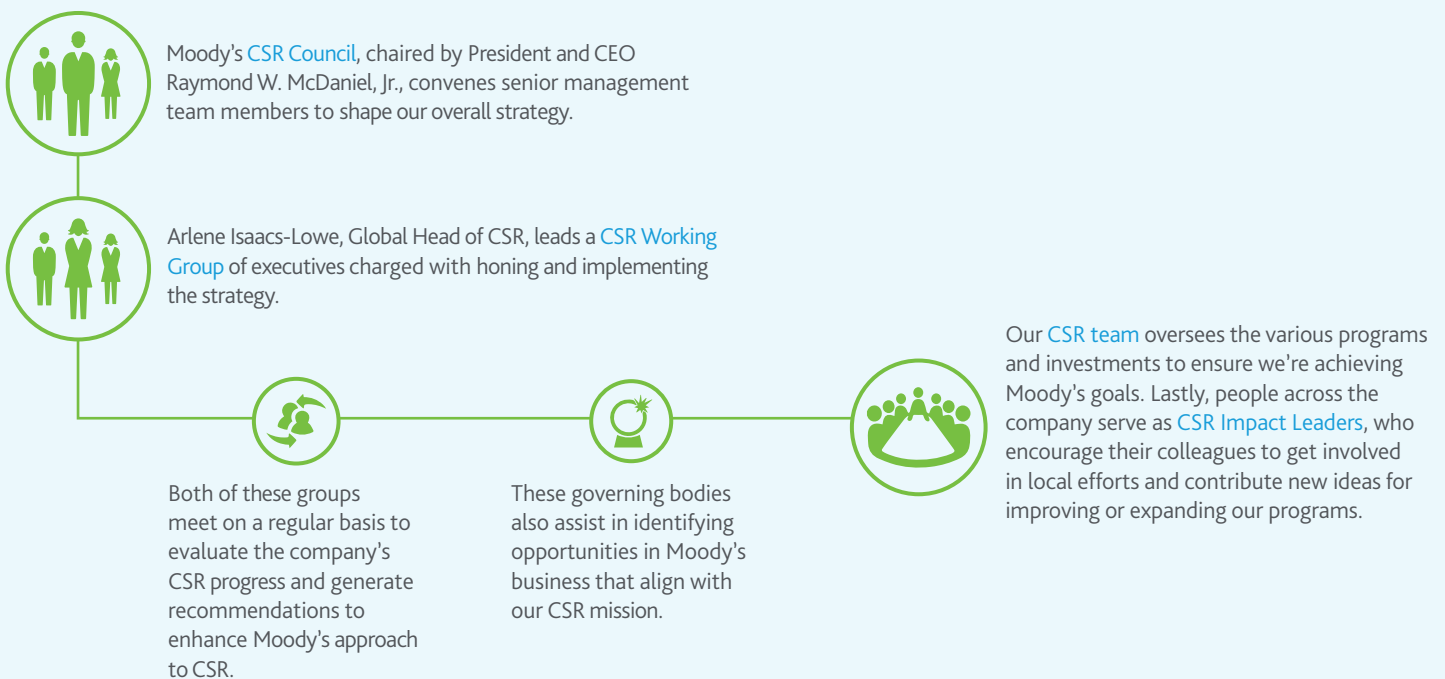 Moody's CSR Council, chaired by President and CEO
Raymond W. McDaniel, Jr., convenes senior management
team members to shape our overall strategy.
Arlene Isaacs-Lowe, Global Head of CSR, leads a CSR Working
Group of executives charged with honing and implementing
the strategy.
Both of these groups
meet on a regular basis to
evaluate the company's
CSR progress and generate
recommendations to
enhance Moody's approach
to CSR.
These governing bodies
also assist in identifying
opportunities in Moody's
business that align with
our CSR mission.
Our CSR team oversees the various programs
and investments to ensure we're achieving
Moody's goals. Lastly, people across the
company serve as CSR Impact Leaders, who
encourage their colleagues to get involved
in local efforts and contribute new ideas for
improving or expanding our programs.